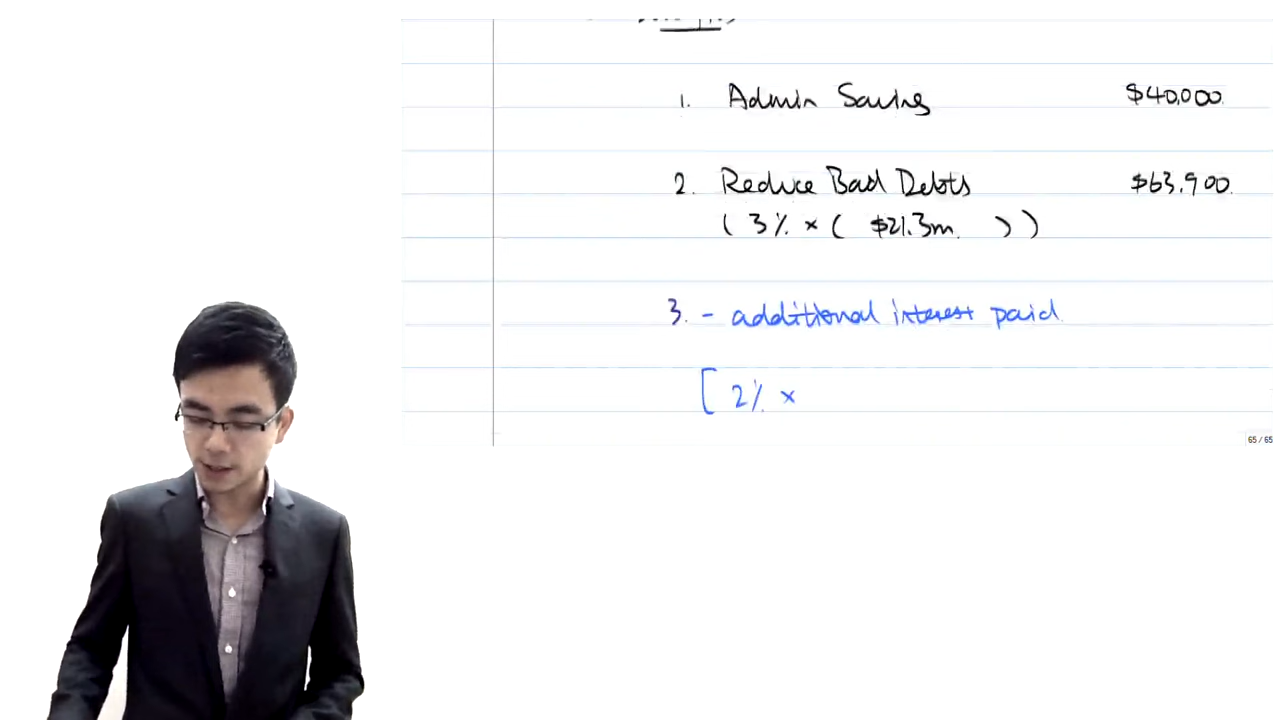 1. Admin Saving $40,000.
2. Reduce Bad Debts $63,900.
( 3% × ( $21.3m. ) )
3. - additional interest paid
[ 2% ×
65 / 65